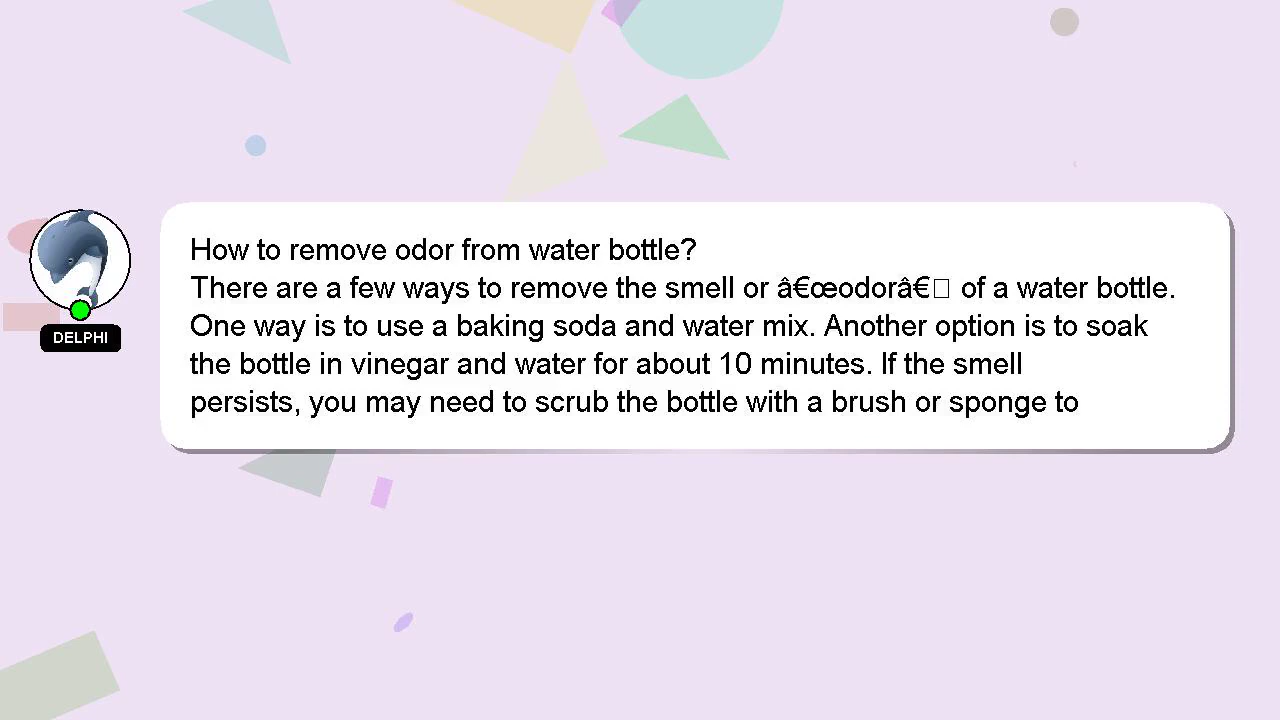 How to remove odor from water bottle?
There are a few ways to remove the smell or â€œodorâ€□ of a water bottle.
One way is to use a baking soda and water mix. Another option is to soak
the bottle in vinegar and water for about 10 minutes. If the smell
persists, you may need to scrub the bottle with a brush or sponge to
DELPHI